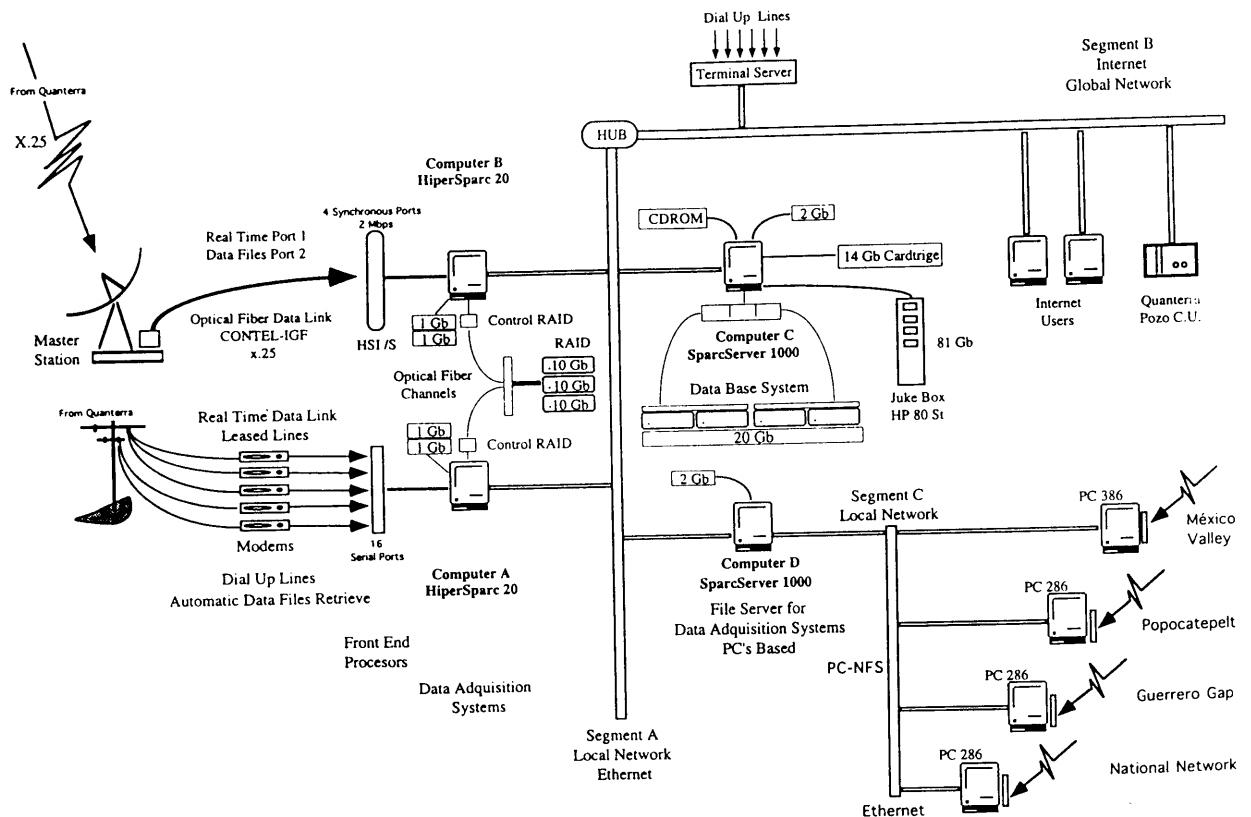 Dial Up Lines
Terminal Server
Segment B
Internet
Global Network
From Quanterra
X.25
HUB
Computer B
HiperSparc 20
4 Synchronous Ports
2 Mbps
Real Time Port 1
Data Files Port 2
CDROM
2 Gb
14 Gb Cardtrige
Master
Station
Optical Fiber Data Link
CONTEL-IGF
x.25
HSI /S
1 Gb
1 Gb
Control RAID
RAID
.10 Gb
.10 Gb
.10 Gb
Optical Fiber
Channels
Computer C
SparcServer 1000
Data Base System
20 Gb
81 Gb
Juke Box
HP 80 St
Internet
Users
Quanterra
Pozo C.U.
From Quanterra
Real Time Data Link
Leased Lines
Modems
Dial Up Lines
Automatic Data Files Retrieve
16
Serial Ports
1 Gb
1 Gb
Control RAID
Computer A
HiperSparc 20
Front End
Procesors
Data Adquisition
Systems
Segment A
Local Network
Ethernet
2 Gb
Computer D
SparcServer 1000
File Server for
Data Adquisition Systems
PC's Based
Segment C
Local Network
PC-NFS
Ethernet
PC 386
México
Valley
PC 286
Popocatepelt
PC 286
Guerrero Gap
PC 286
National Network